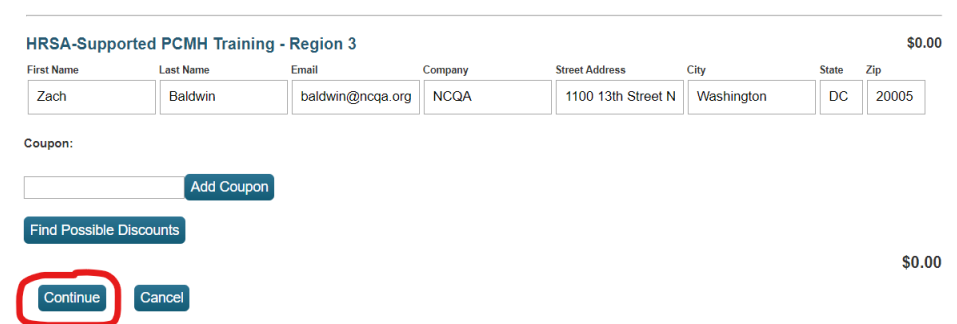 HRSA-Supported PCMH Training - Region 3 $0.00
First Name Last Name Email Company Street Address City State Zip
Zach Baldwin baldwin@ncqa.org NCQA 1100 13th Street N Washington DC 20005
Coupon:
Add Coupon
Find Possible Discounts
$0.00
Continue Cancel